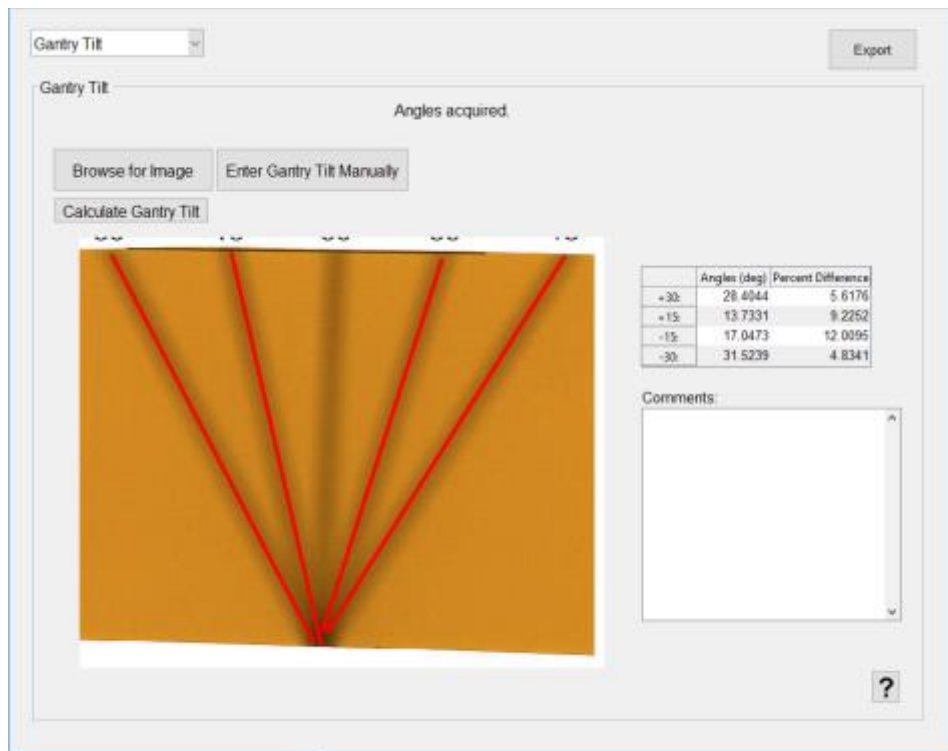 Gantry Tilt
Export
Gantry Tilt
Angles acquired.
Browse for Image Enter Gantry Tilt Manually
Calculate Gantry Tilt
Angles (deg) Percent Difference
+30: 28.4044 5.6176
+15: 13.7331 9.2252
-15: 17.0473 12.0095
-30: 31.5239 4.8341
Comments:
?